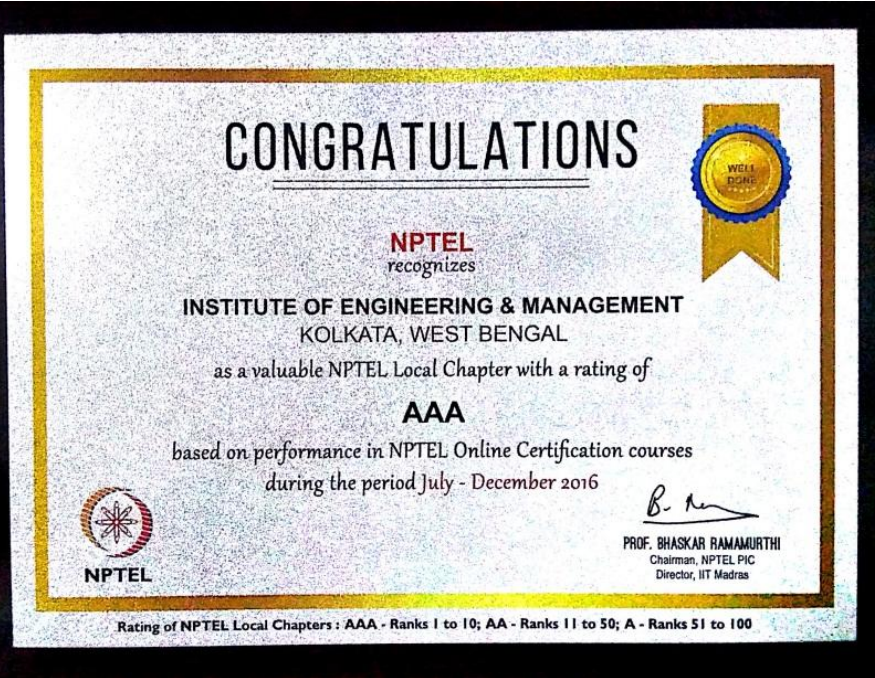 CONGRATULATIONS
WELL
DONE
NPTEL
recognizes
INSTITUTE OF ENGINEERING & MANAGEMENT
KOLKATA, WEST BENGAL
as a valuable NPTEL Local Chapter with a rating of
AAA
based on performance in NPTEL Online Certification courses
during the period July - December 2016
PROF. BHASKAR RAMAMURTHI
Chairman, NPTEL PIC
Director, IIT Madras
NPTEL
Rating of NPTEL Local Chapters : AAA - Ranks 1 to 10; AA - Ranks 11 to 50; A - Ranks 51 to 100